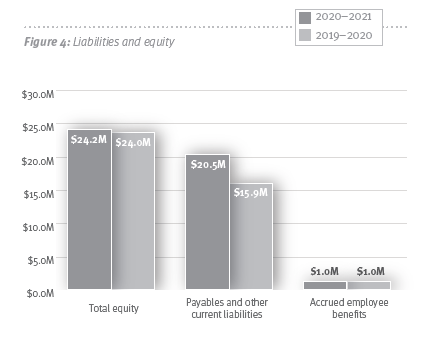 2020–2021
2019–2020
Figure 4: Liabilities and equity
$30.0M
$25.0M
$20.0M
$15.0M
$10.0M
$5.0M
$0.0M
$24.2M
$24.0M
$20.5M
$15.9M
$1.0M
$1.0M
Total equity
Payables and other
current liabilities
Accrued employee
benefits